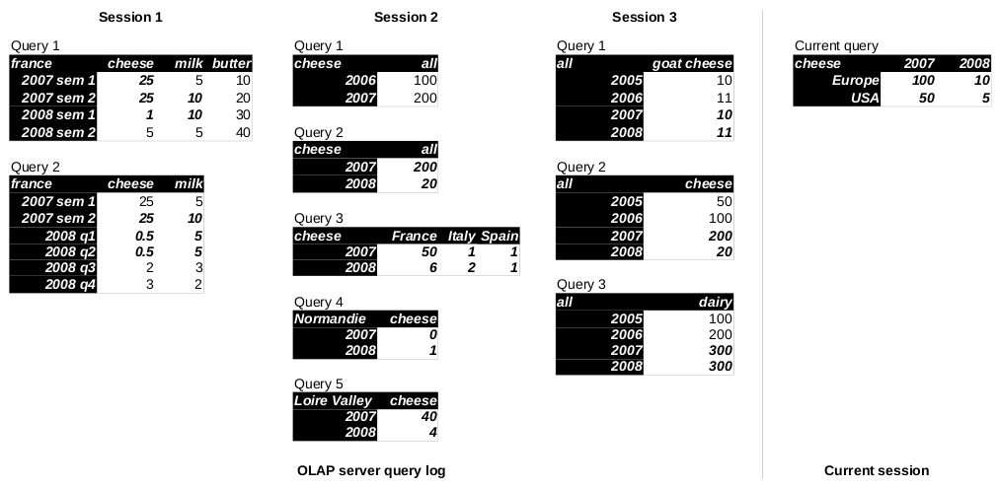 Session 1
Query 1
france cheese milk butter
2007 sem 1 25 5 10
2007 sem 2 25 10 20
2008 sem 1 1 10 30
2008 sem 2 5 5 40
Query 2
france cheese milk
2007 sem 1 25 5
2007 sem 2 25 10
2008 q1 0.5 5
2008 q2 0.5 5
2008 q3 2 3
2008 q4 3 2
Session 2
Query 1
cheese all
2006 100
2007 200
Query 2
cheese all
2007 200
2008 20
Query 3
cheese France Italy Spain
2007 50 1 1
2008 6 2 1
Query 4
Normandie cheese
2007 0
2008 1
Query 5
Loire Valley cheese
2007 40
2008 4
Session 3
Query 1
all goat cheese
2005 10
2006 11
2007 10
2008 11
Query 2
all cheese
2005 50
2006 100
2007 200
2008 20
Query 3
all dairy
2005 100
2006 200
2007 300
2008 300
OLAP server query log
Current query
cheese 2007 2008
Europe 100 10
USA 50 5
Current session